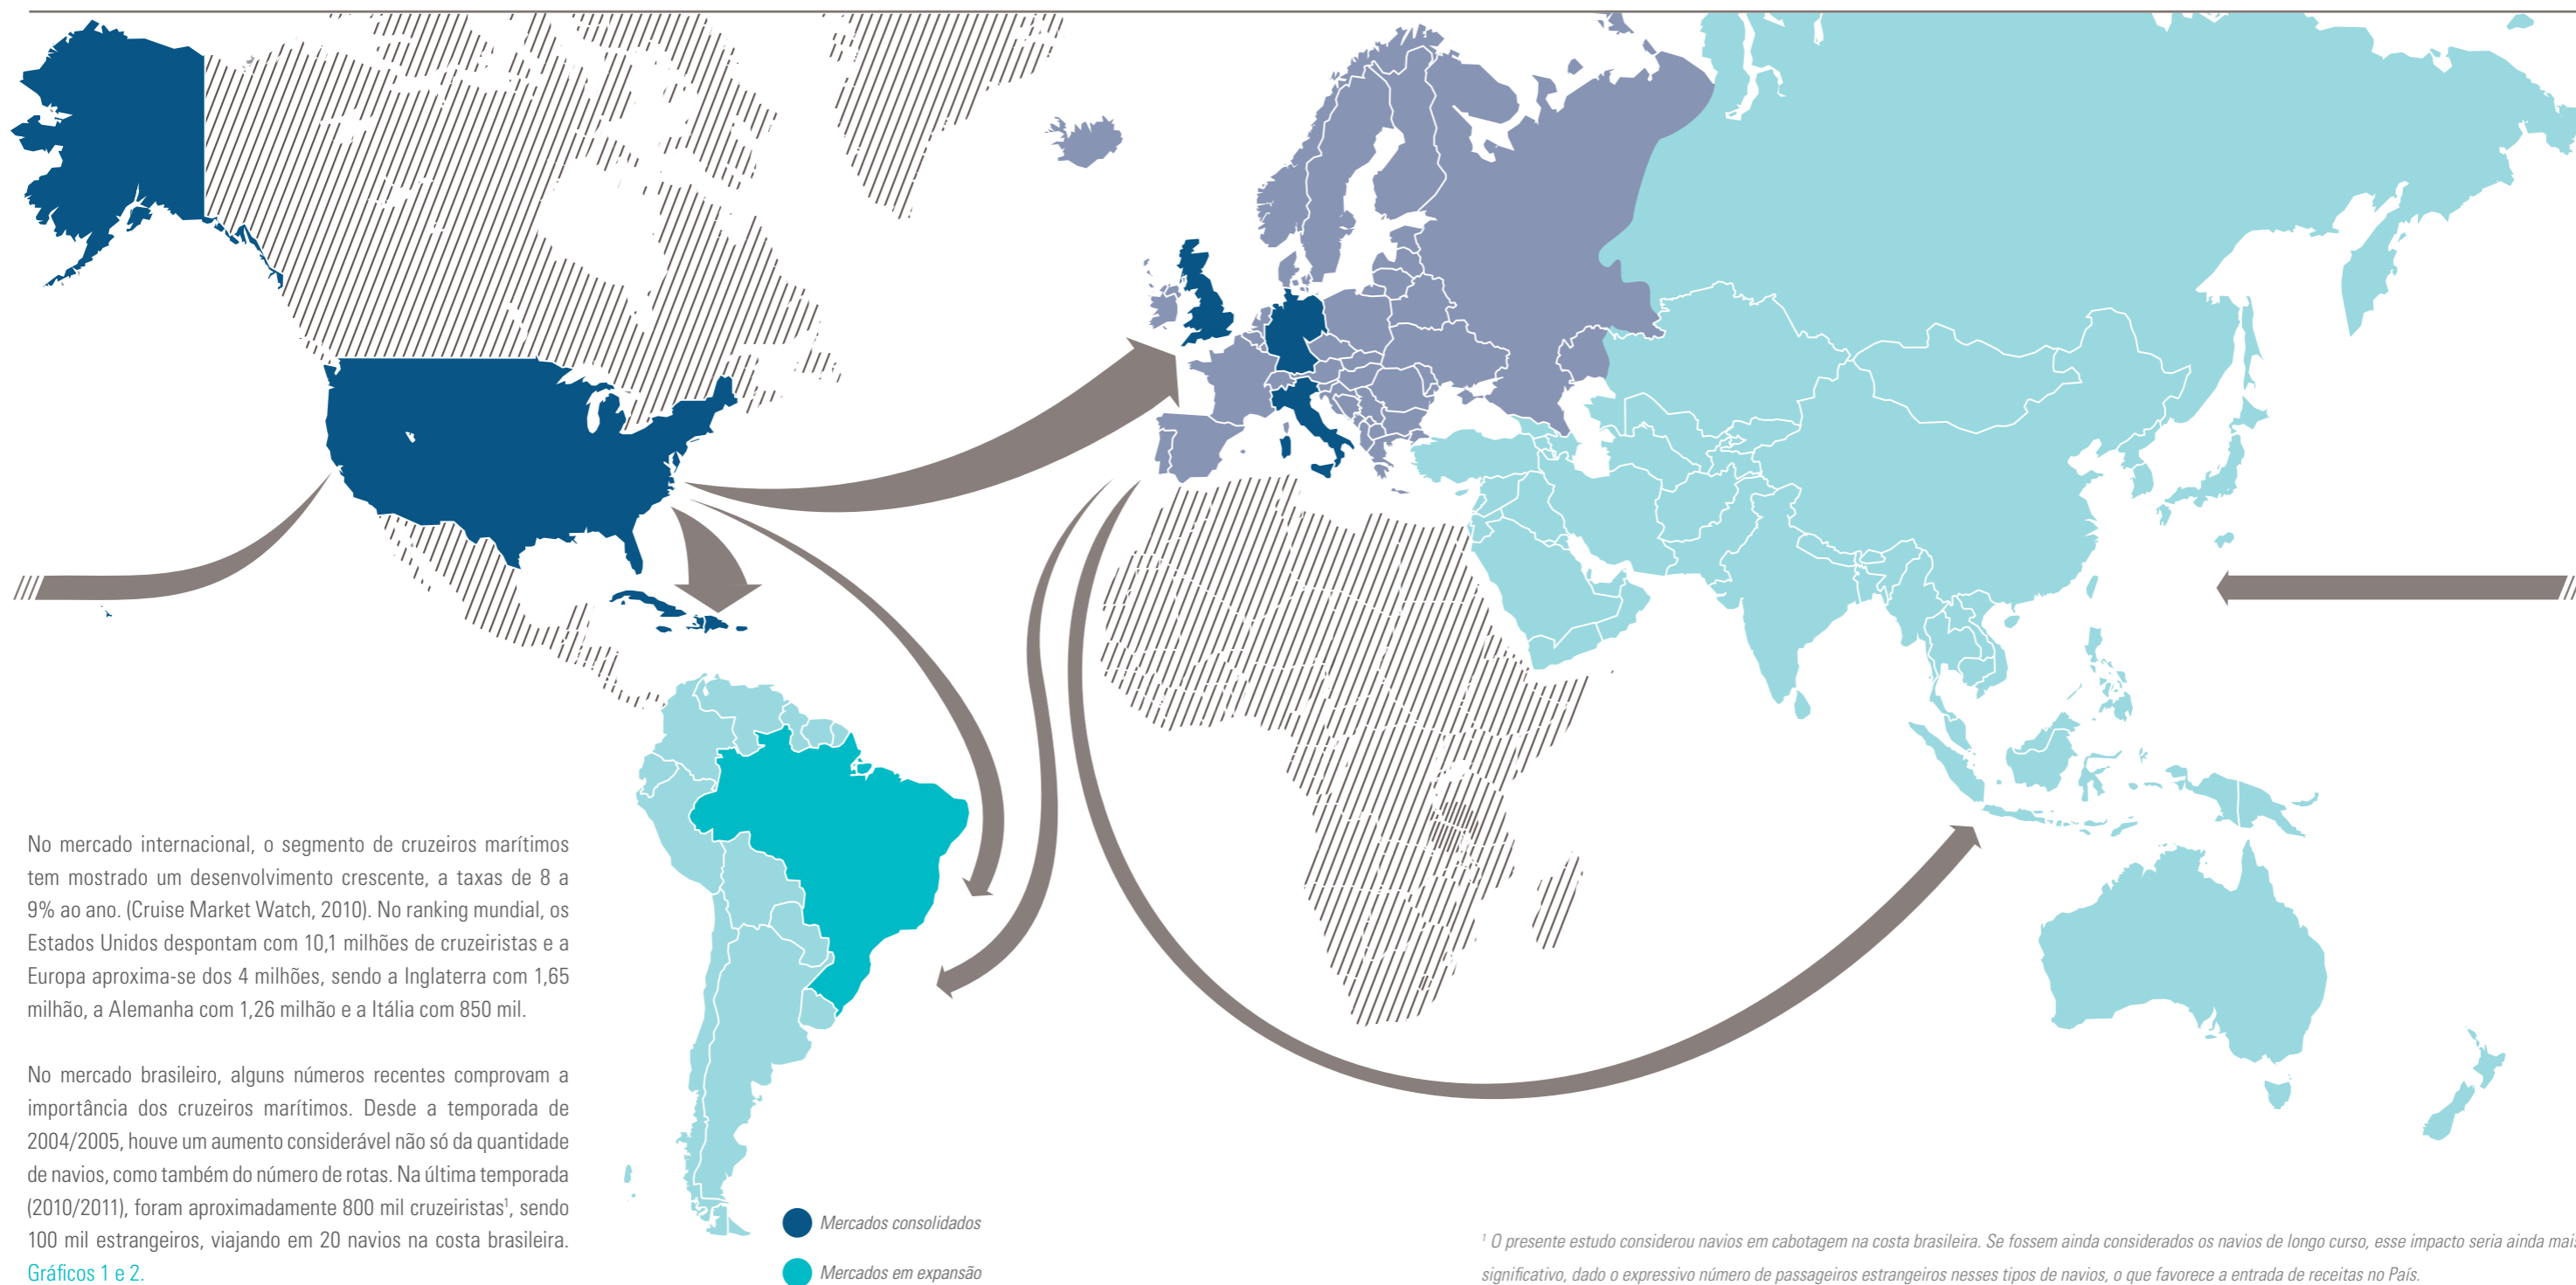 No mercado internacional, o segmento de cruzeiros marítimos
tem mostrado um desenvolvimento crescente, a taxas de 8 a
9% ao ano. (Cruise Market Watch, 2010). No ranking mundial, os
Estados Unidos despontam com 10,1 milhões de cruzeiristas e a
Europa aproxima-se dos 4 milhões, sendo a Inglaterra com 1,65
milhão, a Alemanha com 1,26 milhão e a Itália com 850 mil.
No mercado brasileiro, alguns números recentes comprovam a
importância dos cruzeiros marítimos. Desde a temporada de
2004/2005, houve um aumento considerável não só da quantidade
de navios, como também do número de rotas. Na última temporada
(2010/2011), foram aproximadamente 800 mil cruzeiristas¹, sendo
100 mil estrangeiros, viajando em 20 navios na costa brasileira.
Gráficos 1 e 2.
Mercados consolidados
Mercados em expansão
¹ O presente estudo considerou navios em cabotagem na costa brasileira. Se fossem ainda considerados os navios de longo curso, esse impacto seria ainda mais
significativo, dado o expressivo número de passageiros estrangeiros nesses tipos de navios, o que favorece a entrada de receitas no País.